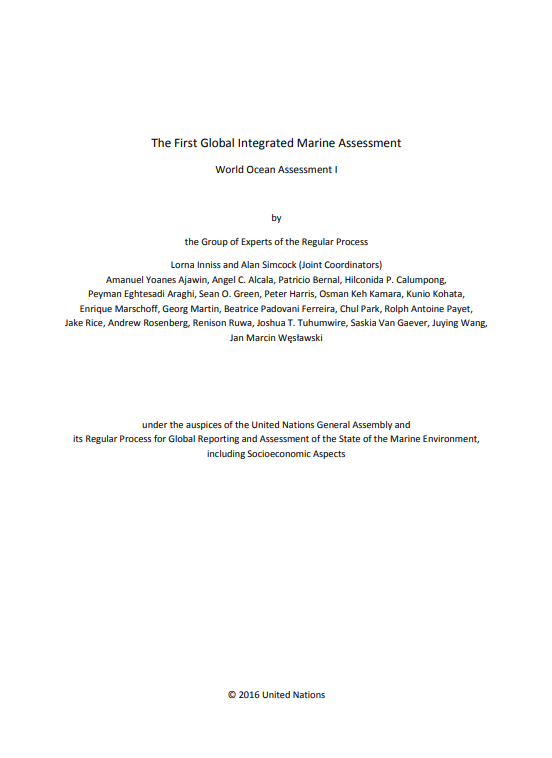 The First Global Integrated Marine Assessment
World Ocean Assessment I
by
the Group of Experts of the Regular Process
Lorna Inniss and Alan Simcock (Joint Coordinators)
Amanuel Yoanes Ajawin, Angel C. Alcala, Patricio Bernal, Hilconida P. Calumpong,
Peyman Eghtesadi Araghi, Sean O. Green, Peter Harris, Osman Keh Kamara, Kunio Kohata,
Enrique Marschoff, Georg Martin, Beatrice Padovani Ferreira, Chul Park, Rolph Antoine Payet,
Jake Rice, Andrew Rosenberg, Renison Ruwa, Joshua T. Tuhumwire, Saskia Van Gaever, Juying Wang,
Jan Marcin Węsławski
under the auspices of the United Nations General Assembly and
its Regular Process for Global Reporting and Assessment of the State of the Marine Environment,
including Socioeconomic Aspects
© 2016 United Nations